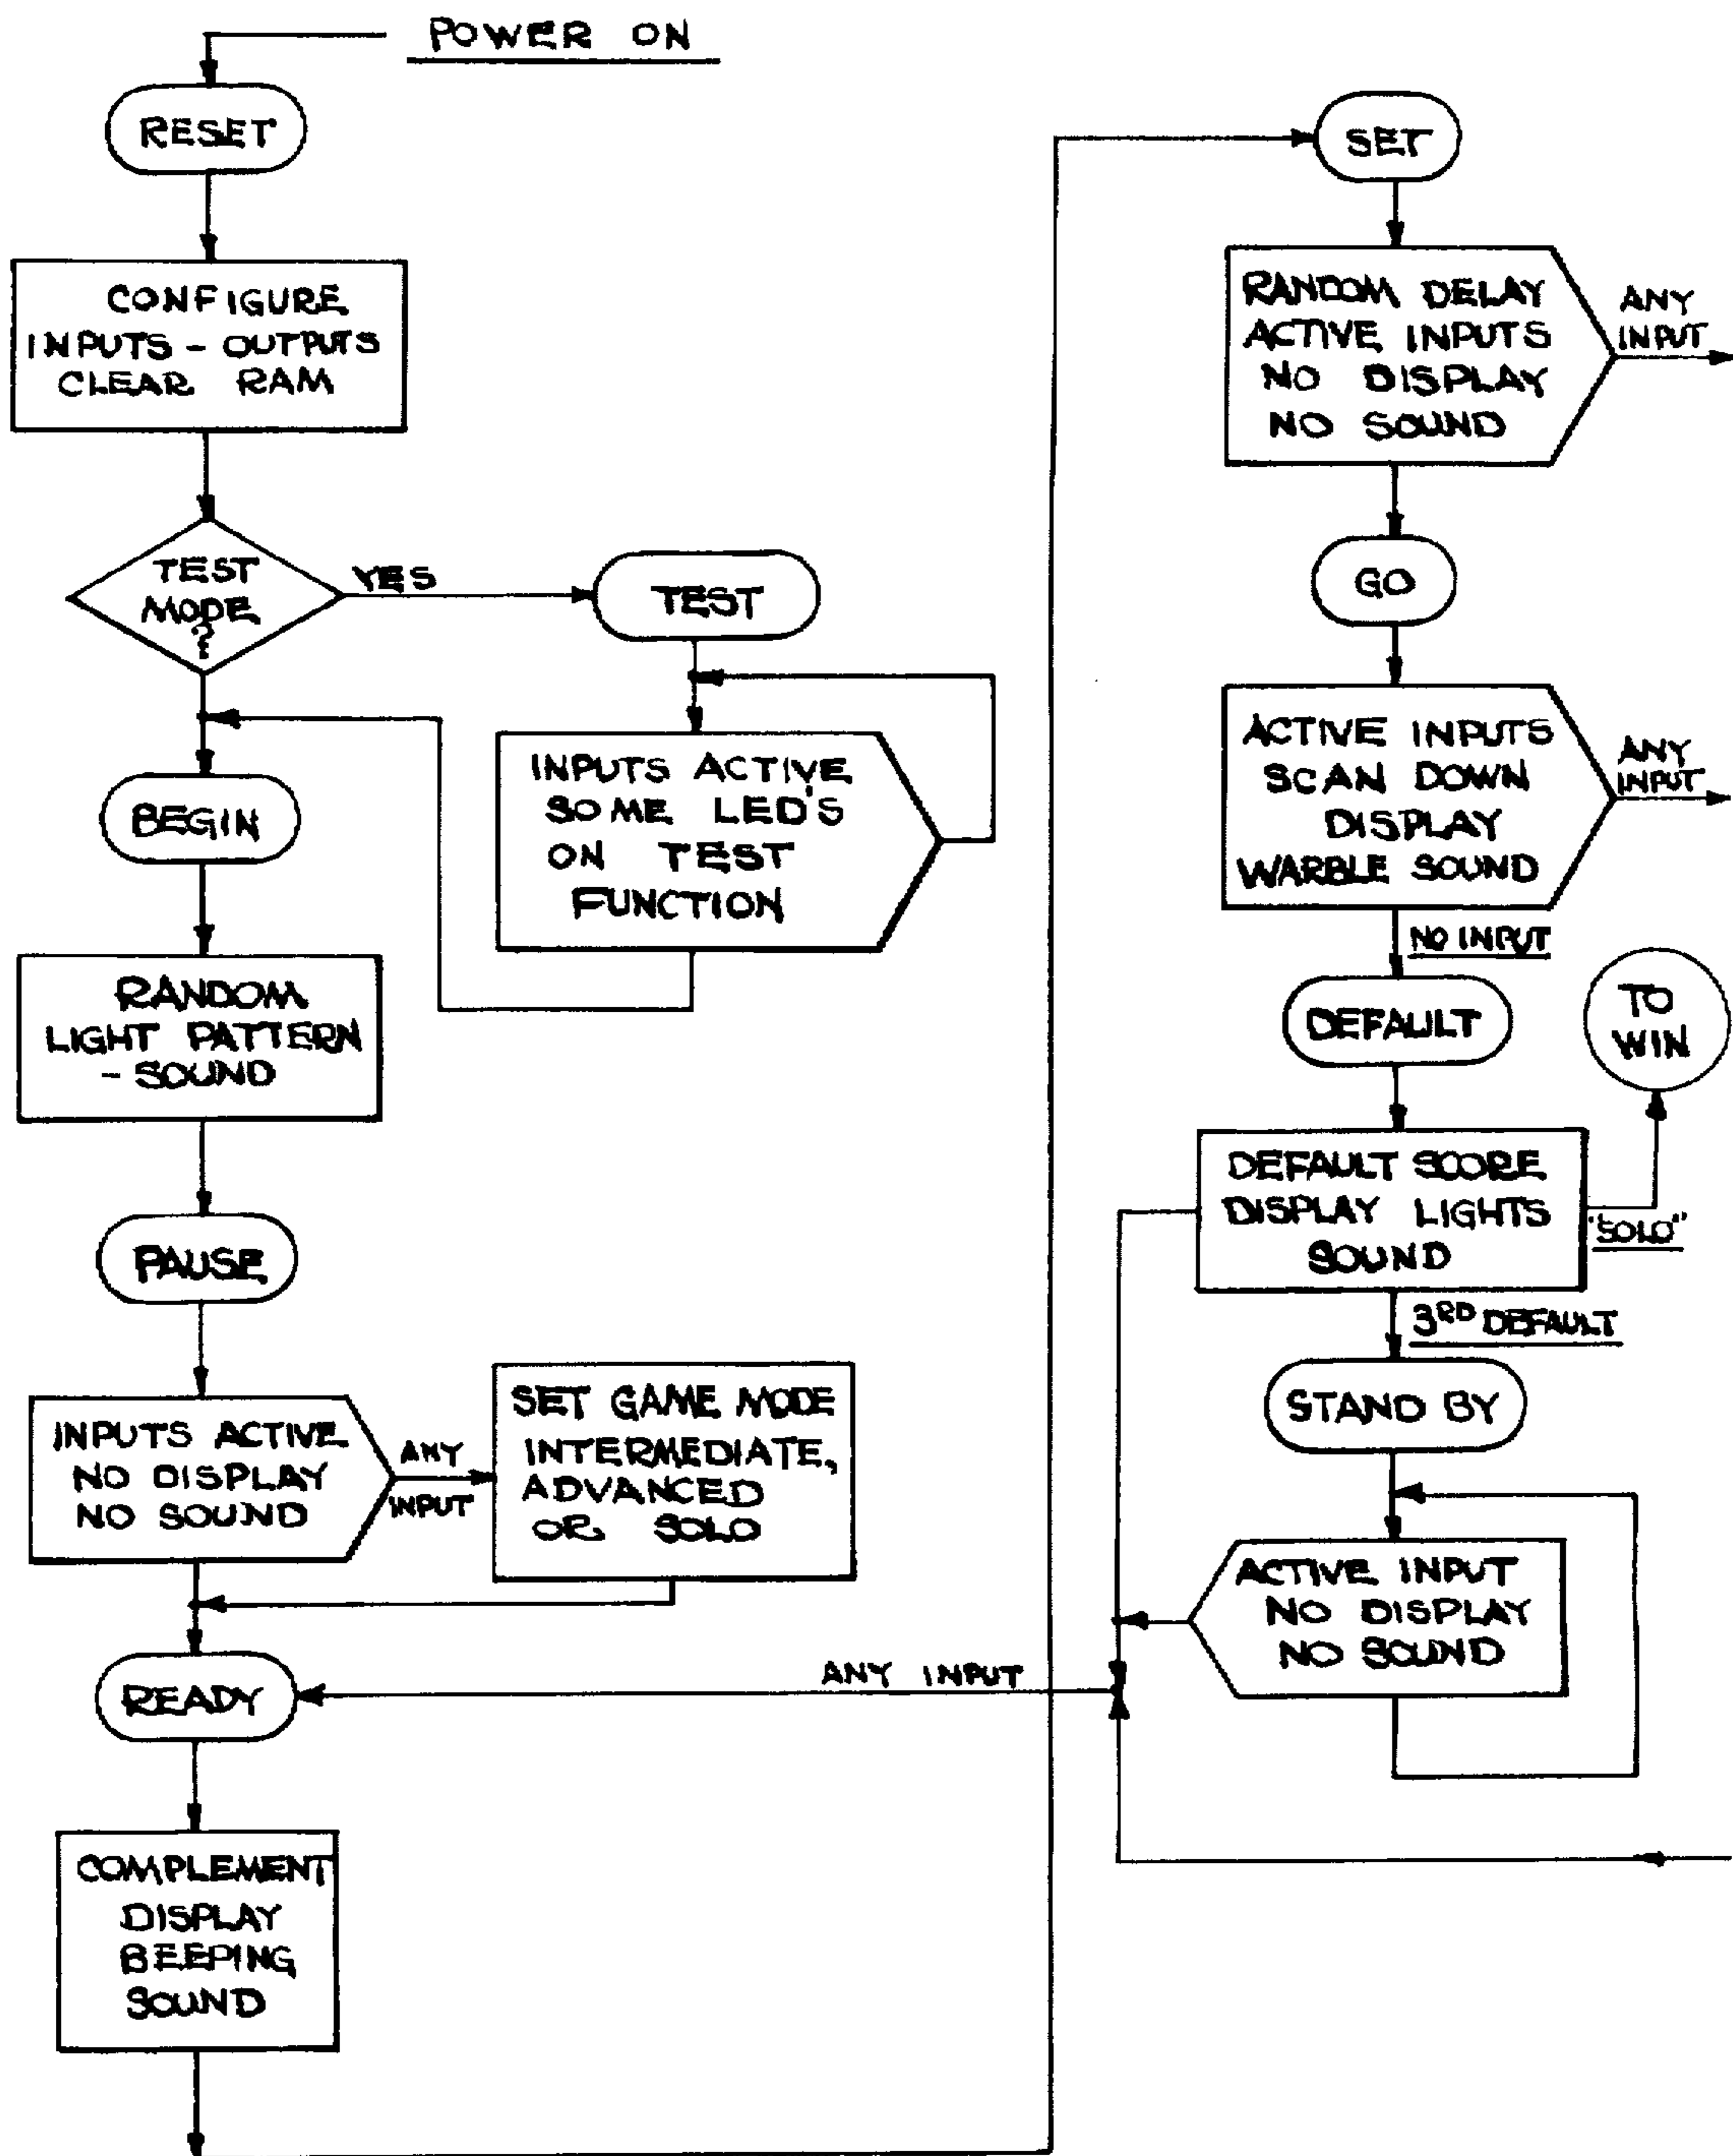 POWER ON
RESET
CONFIGURE
INPUTS - OUTPUTS
CLEAR RAM
TEST
MODE
?
YES
TEST
INPUTS ACTIVE
SOME LED'S
ON TEST
FUNCTION
BEGIN
RANDOM
LIGHT PATTERN
- SOUND
PAUSE
INPUTS ACTIVE
NO DISPLAY
NO SOUND
ANY
INPUT
SET GAME MODE
INTERMEDIATE,
ADVANCED
OR SOLO
READY
ANY INPUT
COMPLEMENT
DISPLAY
BEEPING
SOUND
SET
RANDOM DELAY
ACTIVE INPUTS
NO DISPLAY
NO SOUND
ANY
INPUT
GO
ACTIVE INPUTS
SCAN DOWN
DISPLAY
WARBLE SOUND
ANY
INPUT
NO INPUT
DEFAULT
TO
WIN
DEFAULT SCORE
DISPLAY LIGHTS
SOUND
"SOLO"
3RD DEFAULT
STAND BY
ACTIVE INPUT
NO DISPLAY
NO SOUND